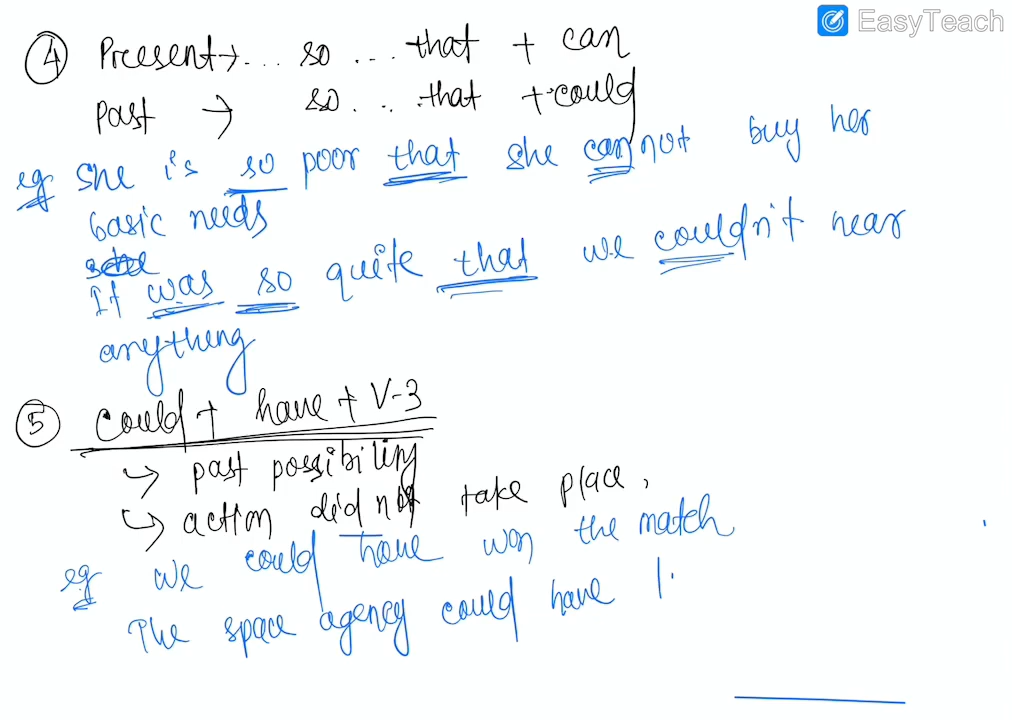 EasyTeach
④ Present → ... so ... that + can
Past → so ... that + could
eg She is so poor that she cannot buy her
basic needs
It was so quite that we couldn't hear
anything
⑤ Could + have + V-3
↳ past possibility
↳ action did not take place,
eg We could have won the match
The space agency could have